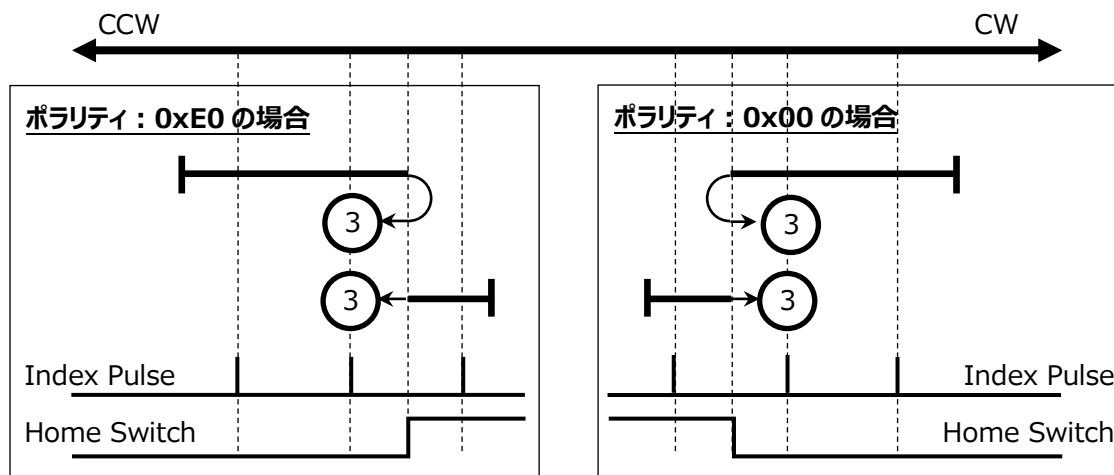 CCW
CW
ポラリティ：0xE0 の場合
3
3
Index Pulse
Home Switch
ポラリティ：0x00 の場合
3
3
Index Pulse
Home Switch